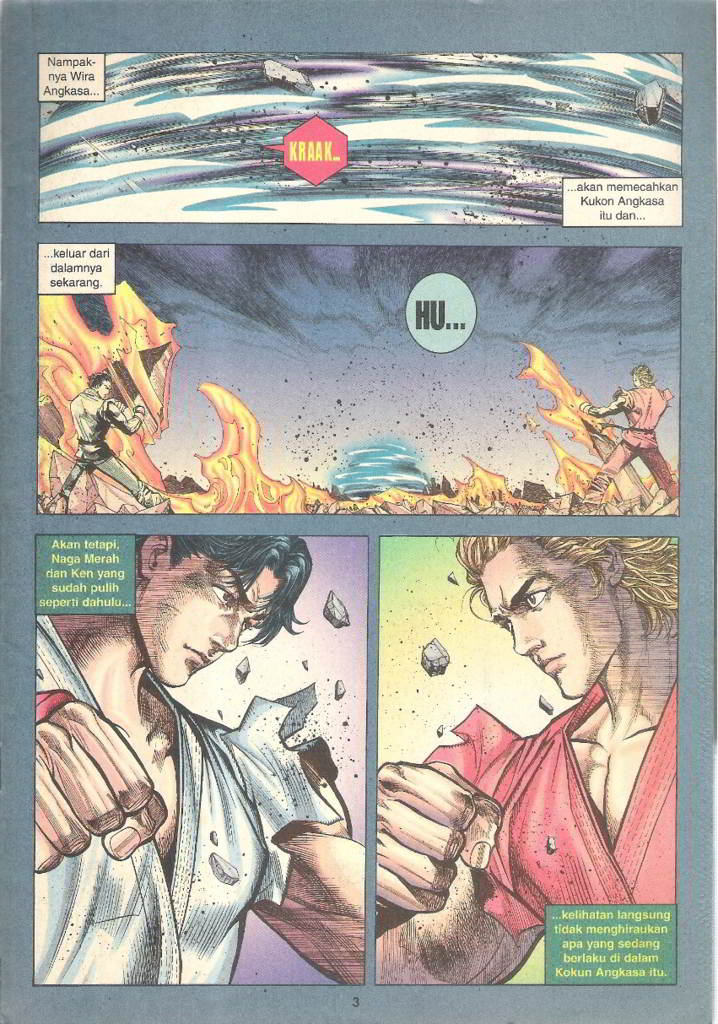 Nampak-
nya Wira
Angkasa...
KRAAK...
...akan memecahkan
Kukon Angkasa
itu dan...
...keluar dari
dalamnya
sekarang.
HU...
Akan tetapi,
Naga Merah
dan Ken yang
sudah pulih
seperti dahulu...
...kelihatan langsung
tidak menghiraukan
apa yang sedang
berlaku di dalam
Kokun Angkasa itu.
3